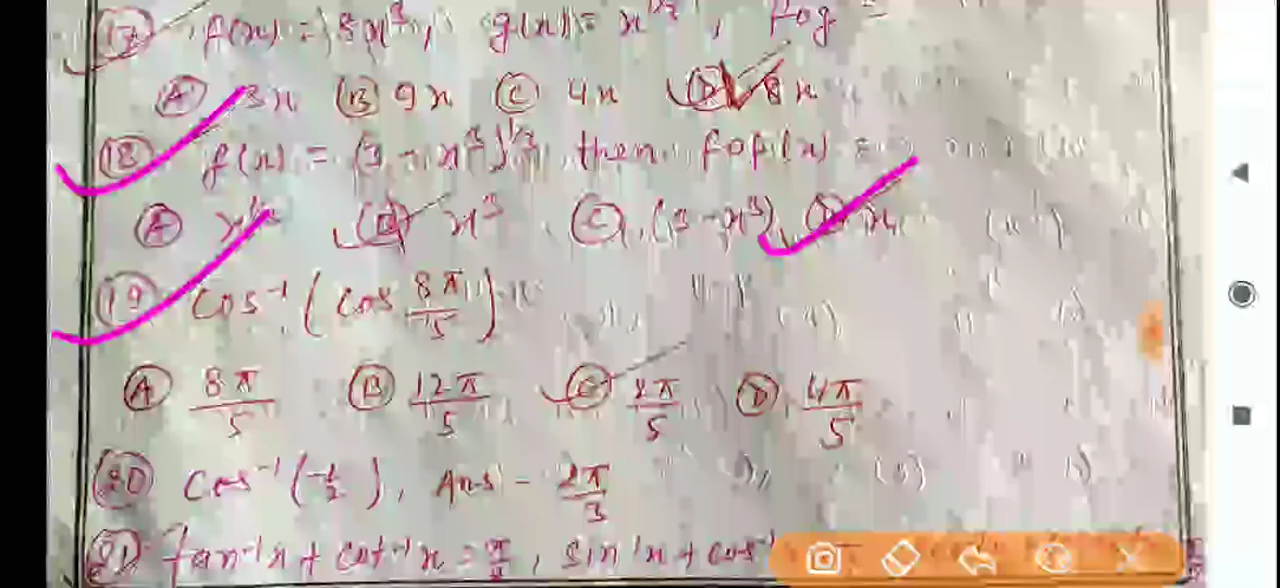 (17) f(x) = 8x³, g(x) = x^1/3, fog =
(A) 3x (B) 9x (C) 4x (D) 8x
(18) f(x) = (3 - x³)^1/3, then fof(x) =
(A) x^1/3 (B) x³ (C) (3-x³) (D) x
(19) Cos⁻¹ (Cos 8π/5)
(A) 8π/5 (B) 12π/5 (C) 2π/5 (D) 4π/5
(20) Cos⁻¹(-1/2), Ans - 2π/3
(21) tan⁻¹x + cot⁻¹x = π/2, sin⁻¹x + cos⁻¹